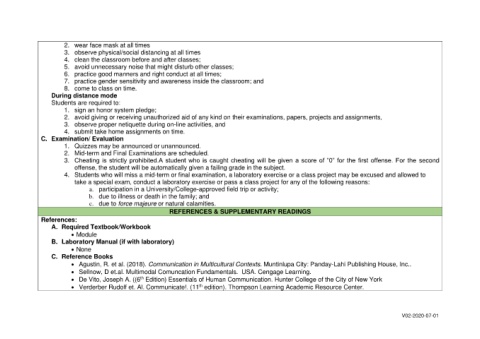 2. wear face mask at all times
3. observe physical/social distancing at all times
4. clean the classroom before and after classes;
5. avoid unnecessary noise that might disturb other classes;
6. practice good manners and right conduct at all times;
7. practice gender sensitivity and awareness inside the classroom; and
8. come to class on time.
During distance mode
Students are required to:
1. sign an honor system pledge;
2. avoid giving or receiving unauthorized aid of any kind on their examinations, papers, projects and assignments,
3. observe proper netiquette during on-line activities, and
4. submit take home assignments on time.
C. Examination/ Evaluation
1. Quizzes may be announced or unannounced.
2. Mid-term and Final Examinations are scheduled.
3. Cheating is strictly prohibited.A student who is caught cheating will be given a score of "0" for the first offense. For the second
offense, the student will be automatically given a failing grade in the subject.
4. Students who will miss a mid-term or final examination, a laboratory exercise or a class project may be excused and allowed to
take a special exam, conduct a laboratory exercise or pass a class project for any of the following reasons:
a. participation in a University/College-approved field trip or activity;
b. due to illness or death in the family; and
c. due to force majeure or natural calamities.
REFERENCES & SUPPLEMENTARY READINGS
References:
A. Required Textbook/Workbook
• Module
B. Laboratory Manual (if with laboratory)
• None
C. Reference Books
• Agustin, R. et al. (2018). Communication in Multicultural Contexts. Muntinlupa City: Panday-Lahi Publishing House, Inc..
• Sellnow, D et.al. Multimodal Comuncation Fundamentals. USA. Cengage Learning.
• De Vito, Joseph A. ((6th Edition) Essentials of Human Communication. Hunter College of the City of New York
• Verderber Rudolf et. Al. Communicate!. (11th edition). Thompson Learning Academic Resource Center.
V02-2020-07-01